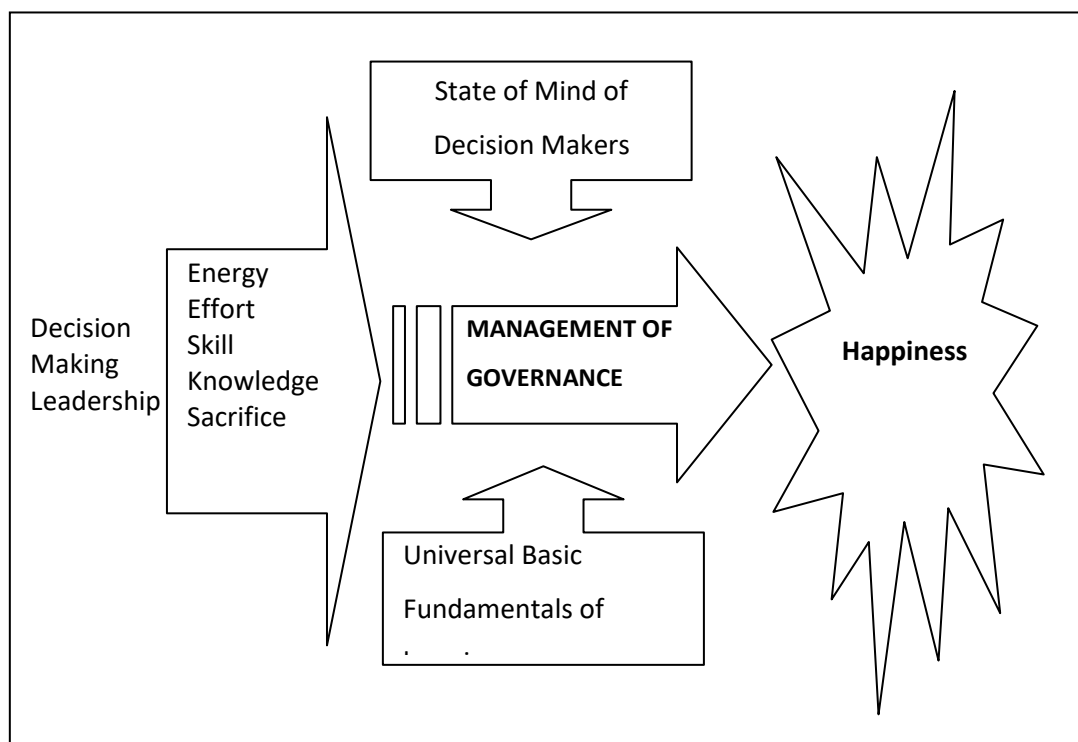 State of Mind of
Decision Makers
Decision
Making
Leadership
Energy
Effort
Skill
Knowledge
Sacrifice
MANAGEMENT OF
GOVERNANCE
Happiness
Universal Basic
Fundamentals of